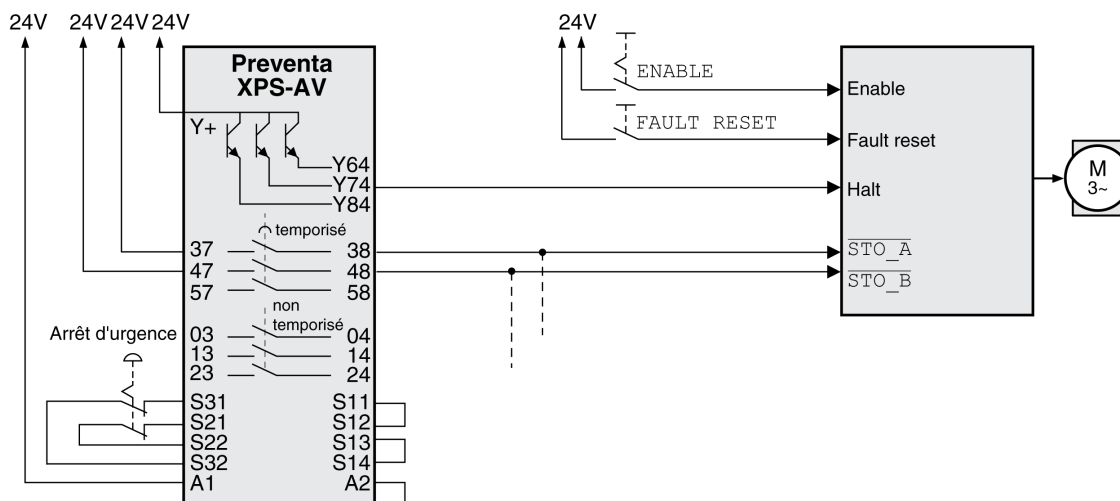 24V 24V 24V 24V
Preventa
XPS-AV
Y+
Y64
Y74
Y84
temporisé
37 38
47 48
57 58
non
temporisé
03 04
13 14
23 24
Arrêt d'urgence
S31 S11
S21 S12
S22 S13
S32 S14
A1 A2
24V
ENABLE
FAULT RESET
Enable
Fault reset
Halt
STO_A
STO_B
M
3~